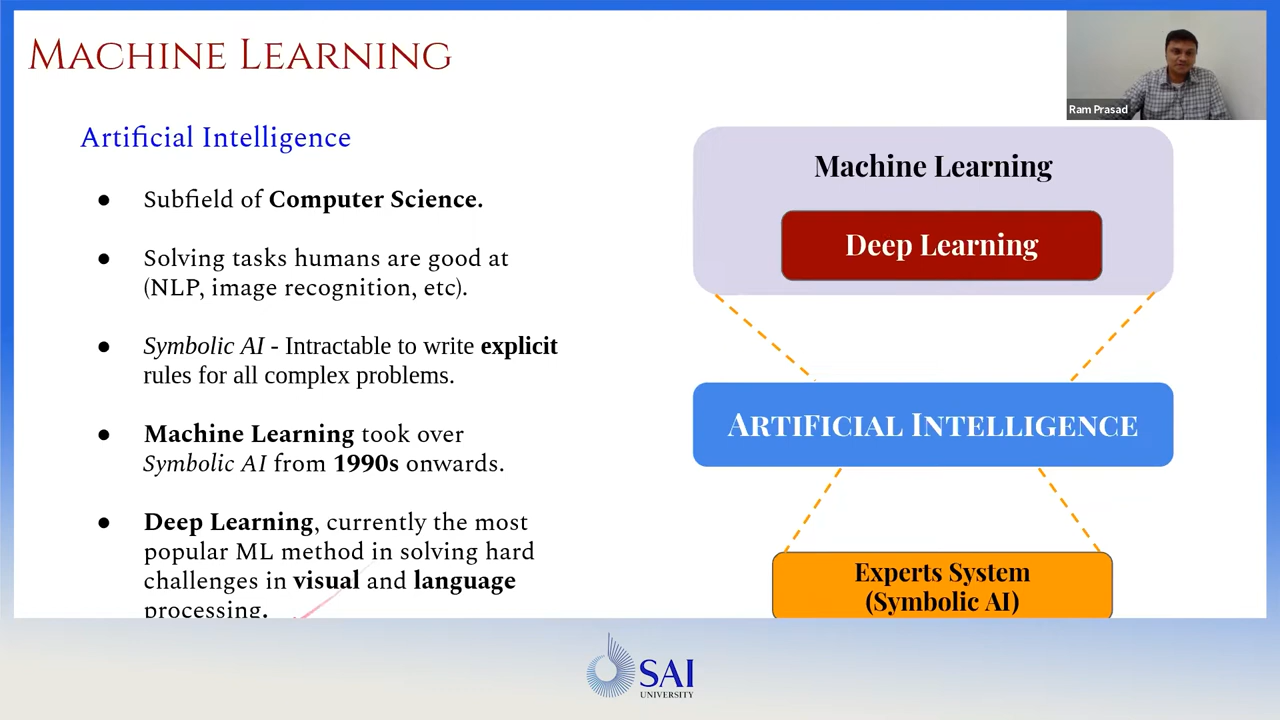 Machine Learning
Ram Prasad
Artificial Intelligence
● Subfield of Computer Science.
● Solving tasks humans are good at
(NLP, image recognition, etc).
● Symbolic AI - Intractable to write explicit
rules for all complex problems.
● Machine Learning took over
Symbolic AI from 1990s onwards.
● Deep Learning, currently the most
popular ML method in solving hard
challenges in visual and language
processing.
Machine Learning
Deep Learning
Artificial Intelligence
Experts System
(Symbolic AI)
SAI
UNIVERSITY